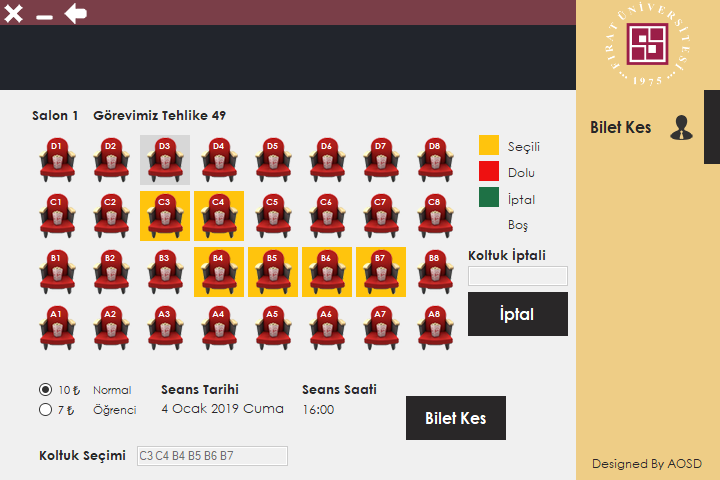 FIRAT ÜNİVERSİTESİ
1975
Salon 1 Görevimiz Tehlike 49
Bilet Kes
D1 D2 D3 D4 D5 D6 D7 D8
Seçili
Dolu
C1 C2 C3 C4 C5 C6 C7 C8
İptal
Boş
B1 B2 B3 B4 B5 B6 B7 B8
Koltuk İptali
İptal
A1 A2 A3 A4 A5 A6 A7 A8
10 ₺ Normal
7 ₺ Öğrenci
Seans Tarihi
4 Ocak 2019 Cuma
Seans Saati
16:00
Bilet Kes
Koltuk Seçimi C3 C4 B4 B5 B6 B7
Designed By AOSD